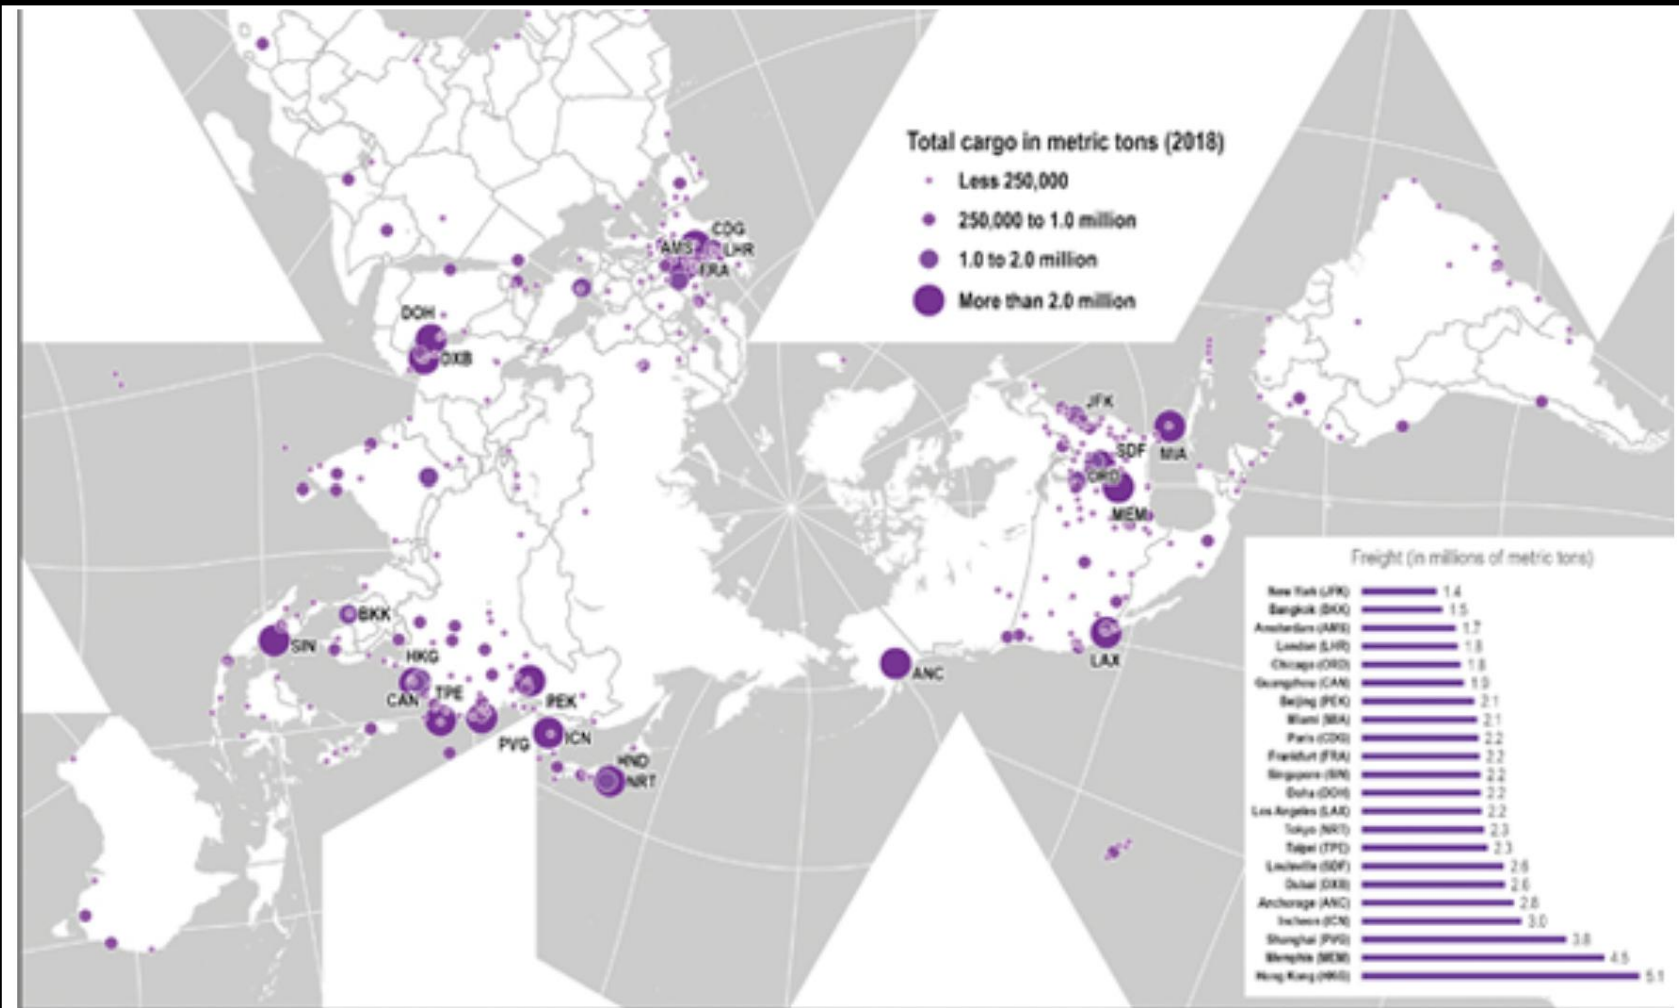 Total cargo in metric tons (2018)
Less 250,000
250,000 to 1.0 million
1.0 to 2.0 million
More than 2.0 million
CDG
AMS
LHR
FRA
DOH
DXB
JFK
SDF
MIA
ORD
MEM
BKK
SIN
HKG
CAN
TPE
PEK
PVG
ICN
HND
NRT
ANC
LAX
Freight (in millions of metric tons)
New York (JFK) 1.4
Bangkok (BKK) 1.5
Amsterdam (AMS) 1.7
London (LHR) 1.8
Chicago (ORD) 1.8
Guangzhou (CAN) 1.9
Beijing (PEK) 2.1
Miami (MIA) 2.1
Paris (CDG) 2.2
Frankfurt (FRA) 2.2
Singapore (SIN) 2.2
Doha (DOH) 2.2
Los Angeles (LAX) 2.2
Tokyo (NRT) 2.3
Taipei (TPE) 2.3
Louisville (SDF) 2.6
Dubai (DXB) 2.6
Anchorage (ANC) 2.8
Incheon (ICN) 3.0
Shanghai (PVG) 3.8
Memphis (MEM) 4.5
Hong Kong (HKG) 5.1